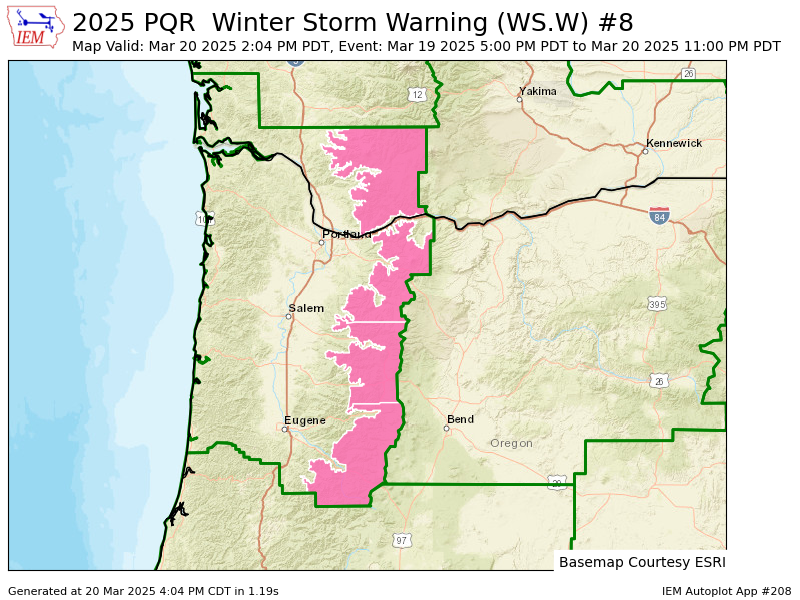 IEM
2025 PQR  Winter Storm Warning (WS.W) #8
Map Valid: Mar 20 2025 2:04 PM PDT, Event: Mar 19 2025 5:00 PM PDT to Mar 20 2025 11:00 PM PDT
26
12
Yakima
Kennewick
101
84
Portland
395
Salem
26
Eugene
Bend
Oregon
20
97
Basemap Courtesy ESRI
Generated at 20 Mar 2025 4:04 PM CDT in 1.19s
IEM Autoplot App #208